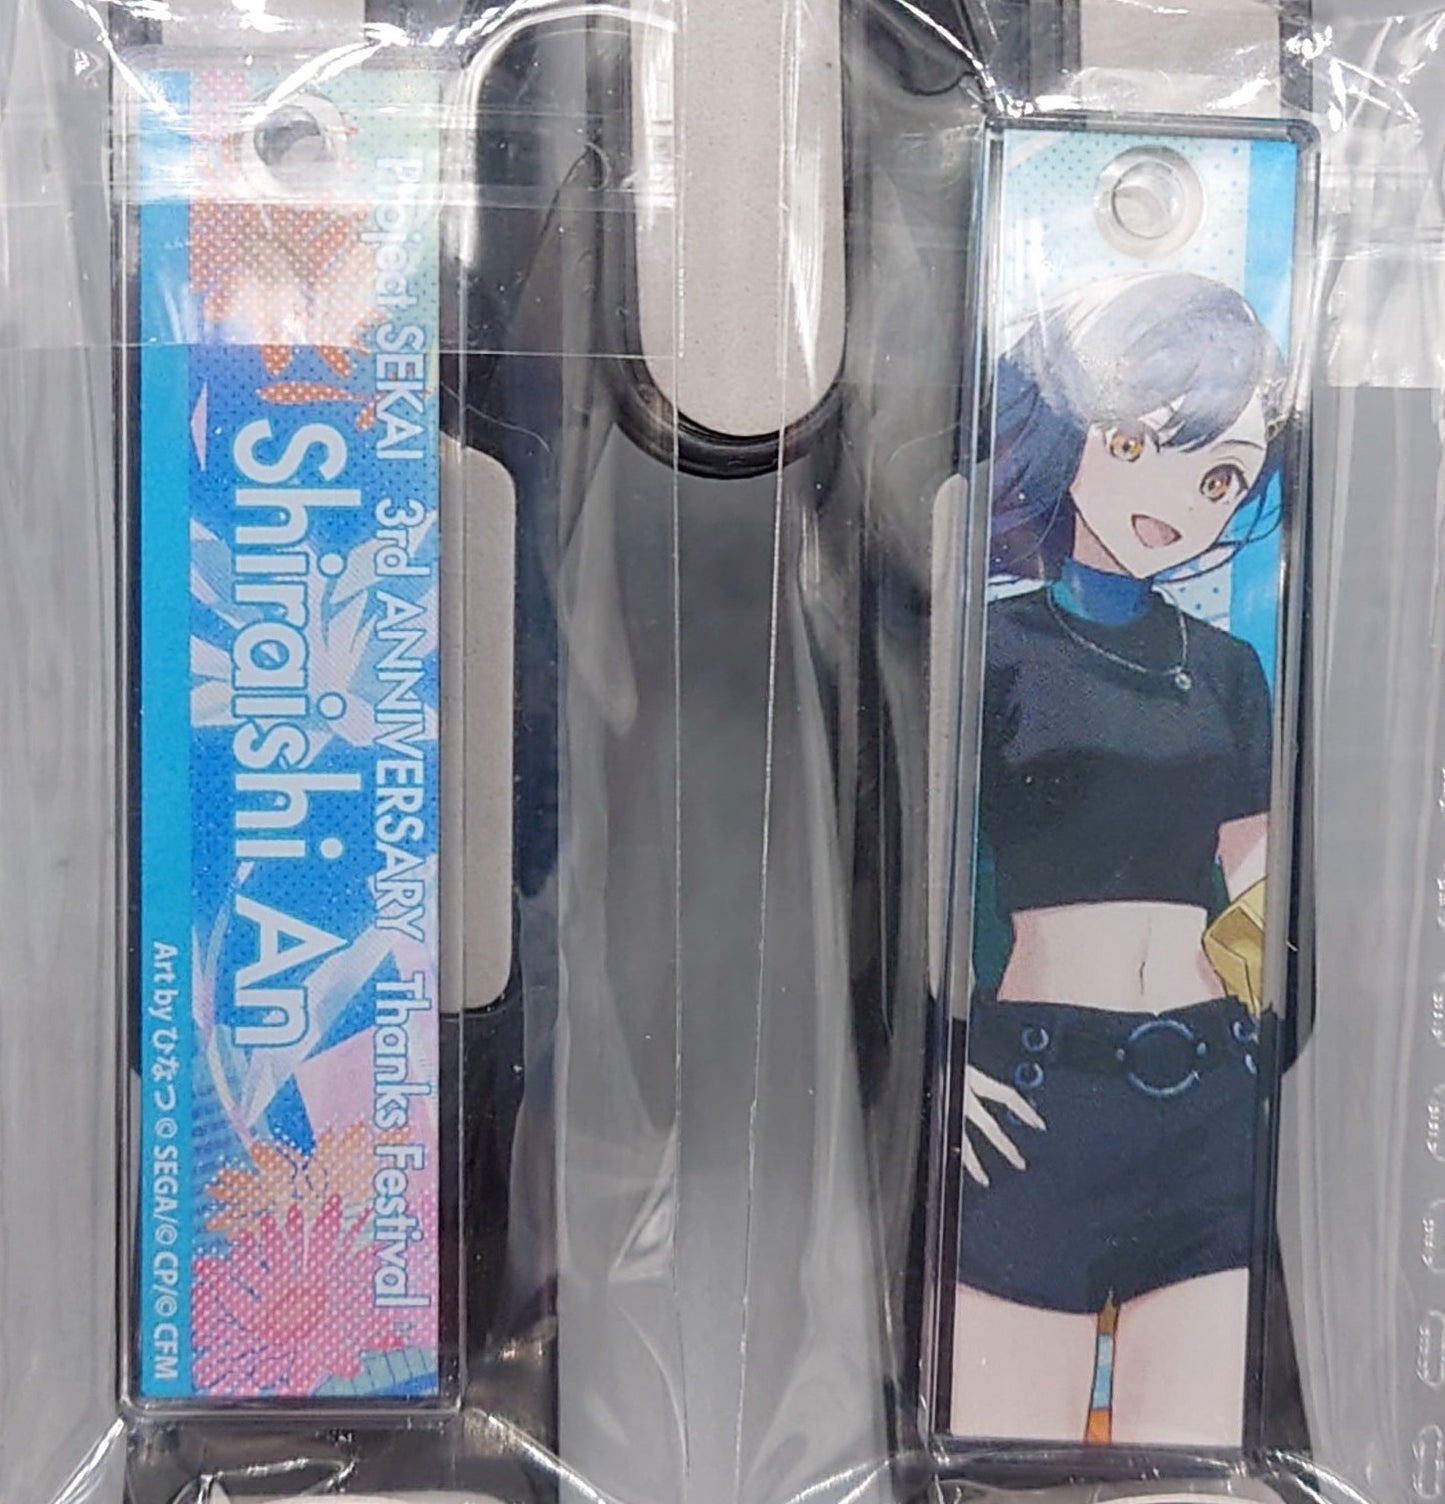 Project SEKAI 3rd ANNIVERSARY Thanks Festival
Shiraishi An
Art by ひなつ © SEGA/© CP/© CFM